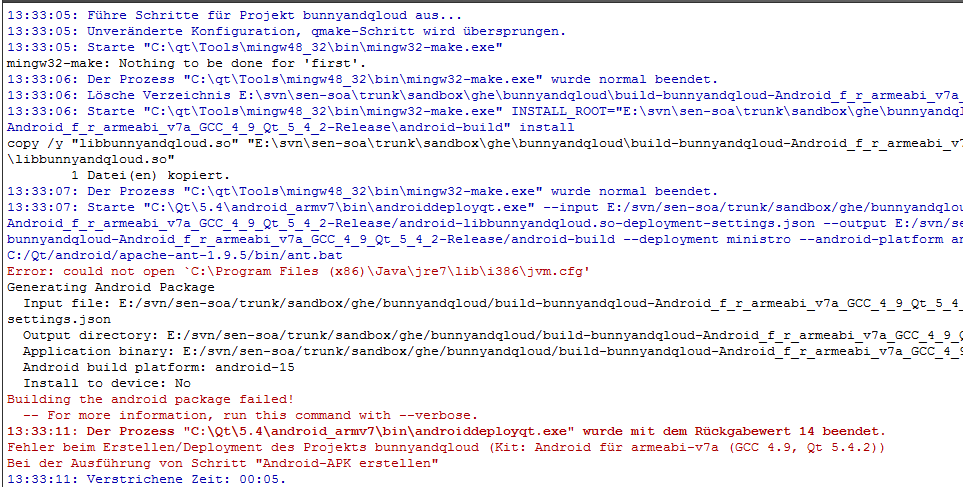 13:33:05: Führe Schritte für Projekt bunnyandqloud aus...
13:33:05: Unveränderte Konfiguration, qmake-Schritt wird übersprungen.
13:33:05: Starte "C:\qt\Tools\mingw48_32\bin\mingw32-make.exe"
mingw32-make: Nothing to be done for 'first'.
13:33:06: Der Prozess "C:\qt\Tools\mingw48_32\bin\mingw32-make.exe" wurde normal beendet.
13:33:06: Lösche Verzeichnis E:\svn\sen-soa\trunk\sandbox\ghe\bunnyandqloud\build-bunnyandqloud-Android_f_r_armeabi_v7a_
13:33:06: Starte "C:\qt\Tools\mingw48_32\bin\mingw32-make.exe" INSTALL_ROOT="E:\svn\sen-soa\trunk\sandbox\ghe\bunnyandql
Android_f_r_armeabi_v7a_GCC_4_9_Qt_5_4_2-Release\android-build" install
copy /y "libbunnyandqloud.so" "E:\svn\sen-soa\trunk\sandbox\ghe\bunnyandqloud\build-bunnyandqloud-Android_f_r_armeabi_v7
\libbunnyandqloud.so"
1 Datei(en) kopiert.
13:33:07: Der Prozess "C:\qt\Tools\mingw48_32\bin\mingw32-make.exe" wurde normal beendet.
13:33:07: Starte "C:\Qt\5.4\android_armv7\bin\androiddeployqt.exe" --input E:/svn/sen-soa/trunk/sandbox/ghe/bunnyandqlou
Android_f_r_armeabi_v7a_GCC_4_9_Qt_5_4_2-Release/android-libbunnyandqloud.so-deployment-settings.json --output E:/svn/se
bunnyandqloud-Android_f_r_armeabi_v7a_GCC_4_9_Qt_5_4_2-Release/android-build --deployment ministro --android-platform an
C:/Qt/android/apache-ant-1.9.5/bin/ant.bat
Error: could not open `C:\Program Files (x86)\Java\jre7\lib\i386\jvm.cfg'
Generating Android Package
Input file: E:/svn/sen-soa/trunk/sandbox/ghe/bunnyandqloud/build-bunnyandqloud-Android_f_r_armeabi_v7a_GCC_4_9_Qt_5_4_
settings.json
Output directory: E:/svn/sen-soa/trunk/sandbox/ghe/bunnyandqloud/build-bunnyandqloud-Android_f_r_armeabi_v7a_GCC_4_9_Q
Application binary: E:/svn/sen-soa/trunk/sandbox/ghe/bunnyandqloud/build-bunnyandqloud-Android_f_r_armeabi_v7a_GCC_4_9
Android build platform: android-15
Install to device: No
Building the android package failed!
-- For more information, run this command with --verbose.
13:33:11: Der Prozess "C:\Qt\5.4\android_armv7\bin\androiddeployqt.exe" wurde mit dem Rückgabewert 14 beendet.
Fehler beim Erstellen/Deployment des Projekts bunnyandqloud (Kit: Android für armeabi-v7a (GCC 4.9, Qt 5.4.2))
Bei der Ausführung von Schritt "Android-APK erstellen"
13:33:11: Verstrichene Zeit: 00:05.